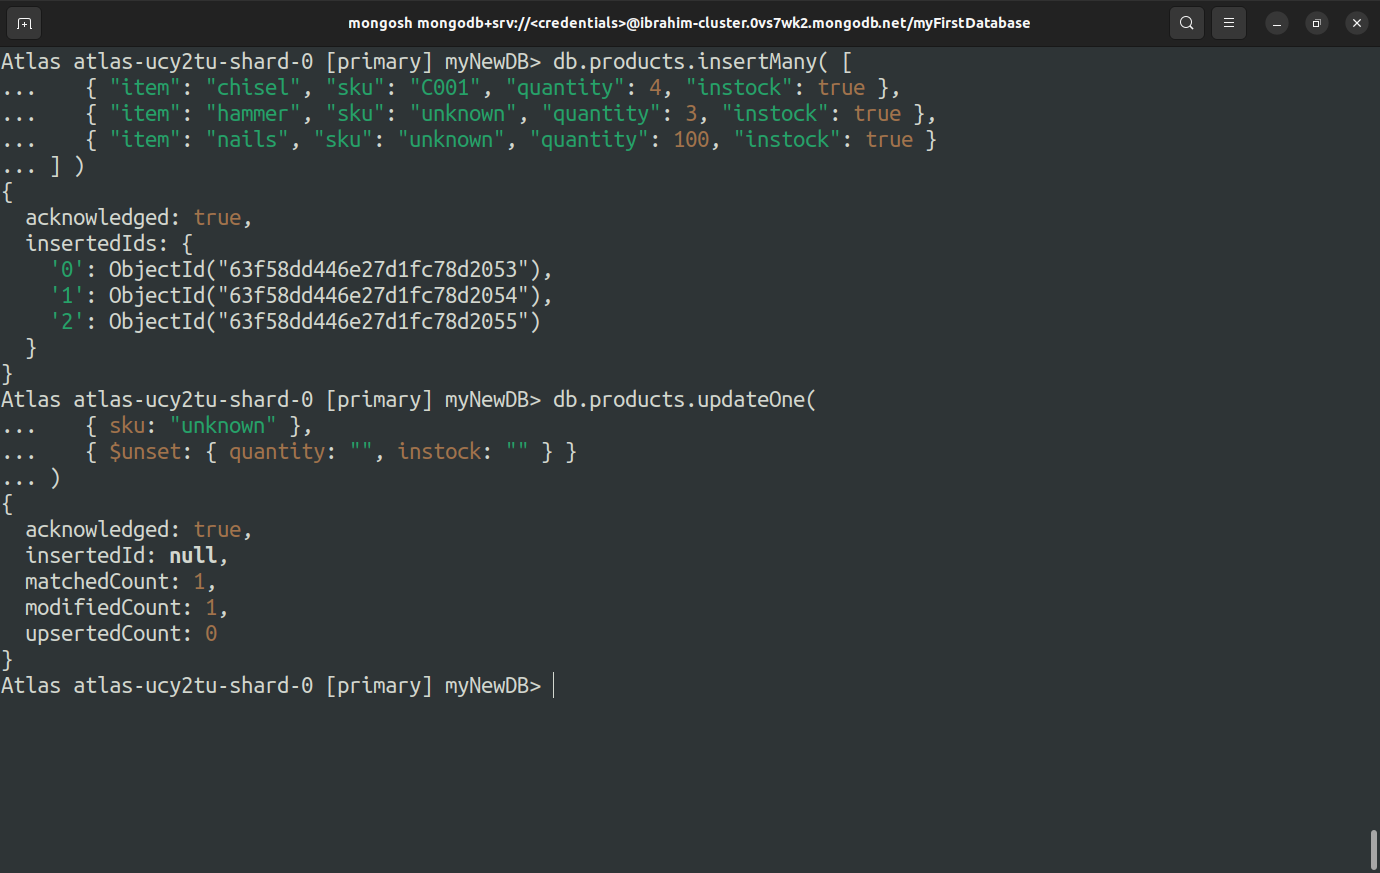 mongosh mongodb+srv://<credentials>@ibrahim-cluster.0vs7wk2.mongodb.net/myFirstDatabase
Atlas atlas-ucy2tu-shard-0 [primary] myNewDB> db.products.insertMany( [
...    { "item": "chisel", "sku": "C001", "quantity": 4, "instock": true },
...    { "item": "hammer", "sku": "unknown", "quantity": 3, "instock": true },
...    { "item": "nails", "sku": "unknown", "quantity": 100, "instock": true }
... ] )
{
  acknowledged: true,
  insertedIds: {
    '0': ObjectId("63f58dd446e27d1fc78d2053"),
    '1': ObjectId("63f58dd446e27d1fc78d2054"),
    '2': ObjectId("63f58dd446e27d1fc78d2055")
  }
}
Atlas atlas-ucy2tu-shard-0 [primary] myNewDB> db.products.updateOne(
...    { sku: "unknown" },
...    { $unset: { quantity: "", instock: "" } }
... )
{
  acknowledged: true,
  insertedId: null,
  matchedCount: 1,
  modifiedCount: 1,
  upsertedCount: 0
}
Atlas atlas-ucy2tu-shard-0 [primary] myNewDB>